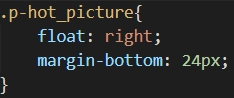 .p-hot_picture{
    float: right;
    margin-bottom: 24px;
}